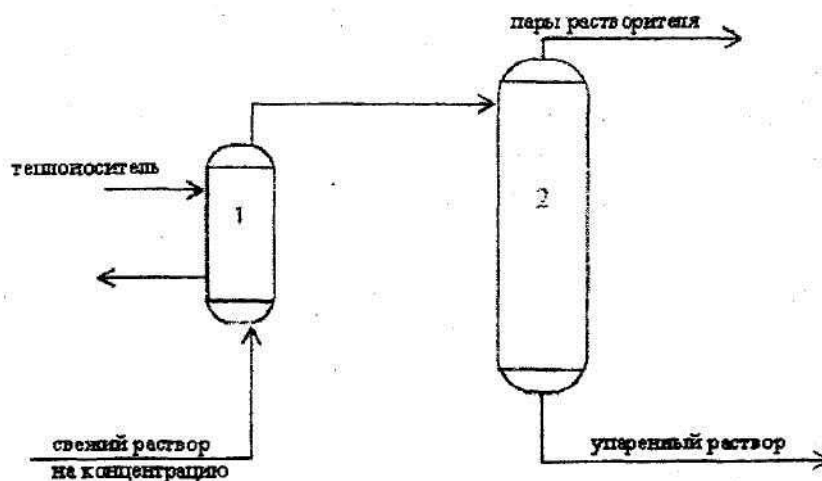 пары растворителя
теплоноситель
1
2
свежий раствор
на концентрацию
упаренный раствор